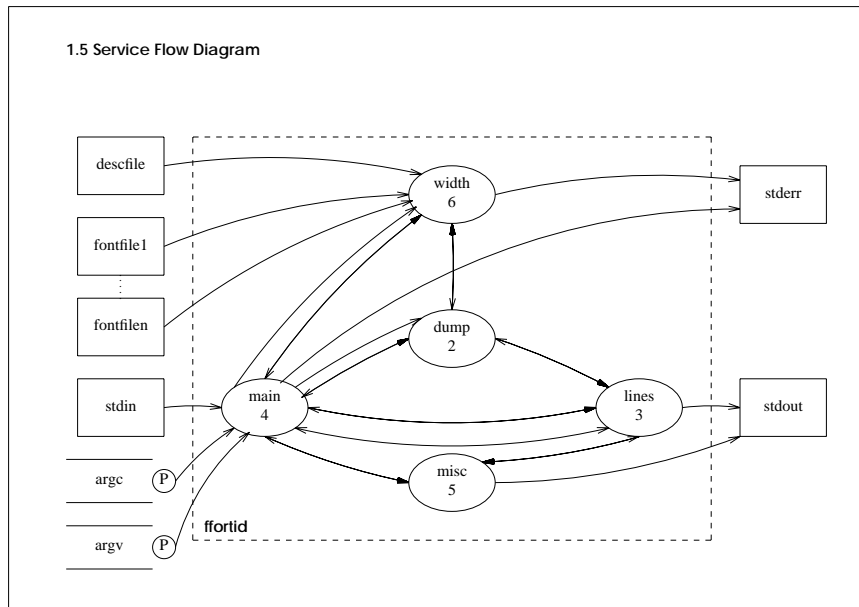 1.5 Service Flow Diagram
descfile
width
6
stderr
fontfile1
fontfilen
dump
2
stdin
main
4
lines
3
stdout
argc
P
misc
5
argv
P
ffortid